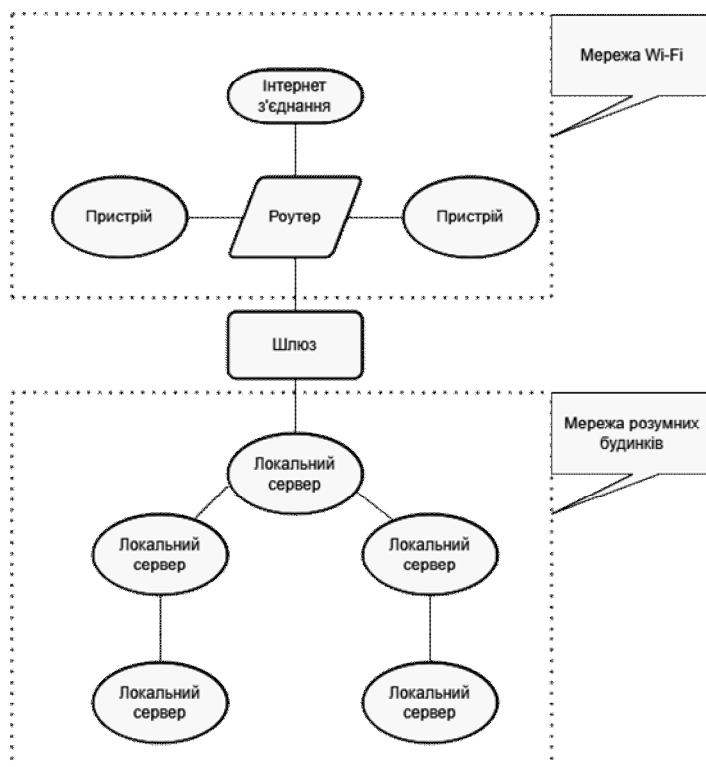 Мережа Wi-Fi
Інтернет
з'єднання
Пристрій
Роутер
Пристрій
Шлюз
Мережа розумних
будинків
Локальний
сервер
Локальний
сервер
Локальний
сервер
Локальний
сервер
Локальний
сервер